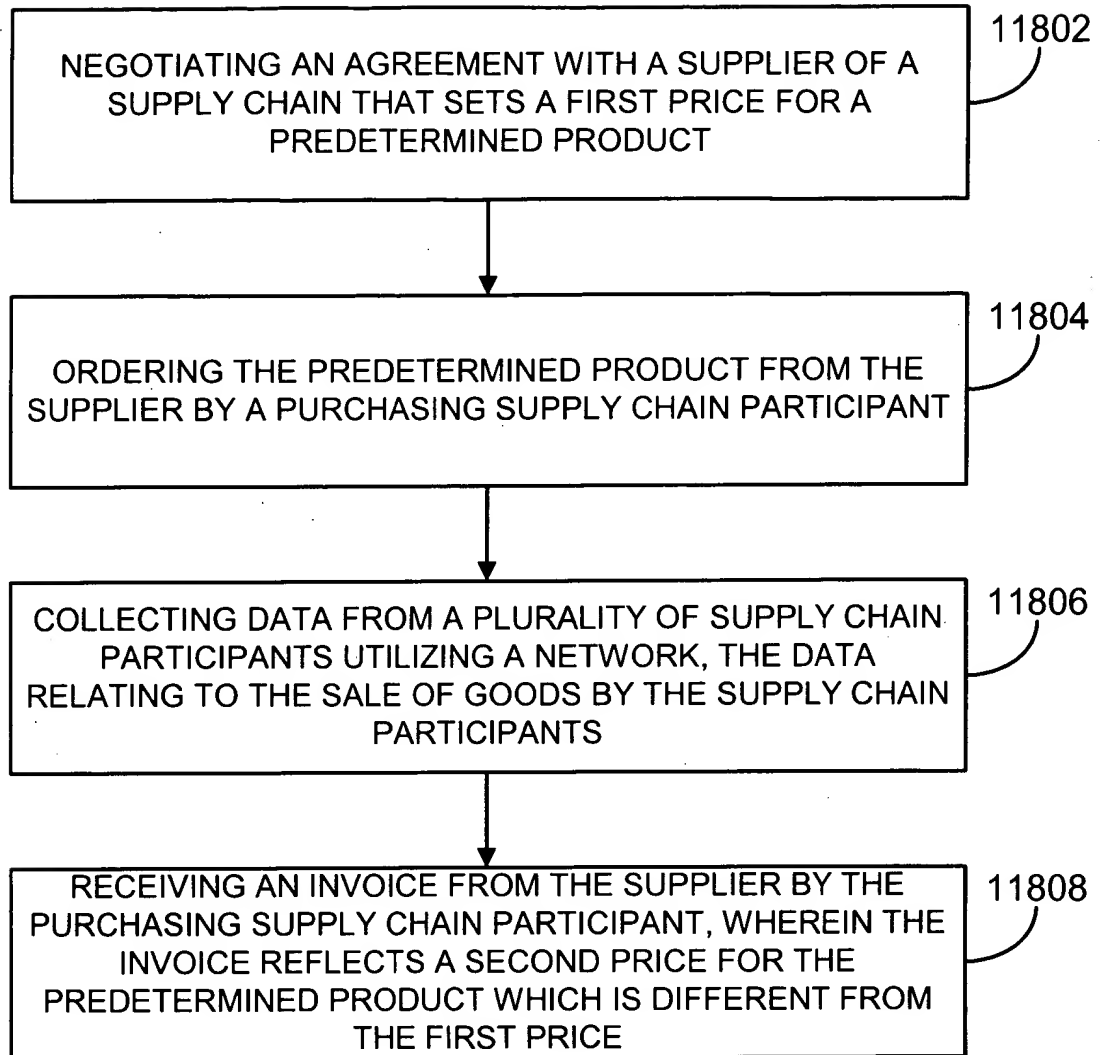 11802
NEGOTIATING AN AGREEMENT WITH A SUPPLIER OF A
SUPPLY CHAIN THAT SETS A FIRST PRICE FOR A
PREDETERMINED PRODUCT
11804
ORDERING THE PREDETERMINED PRODUCT FROM THE
SUPPLIER BY A PURCHASING SUPPLY CHAIN PARTICIPANT
11806
COLLECTING DATA FROM A PLURALITY OF SUPPLY CHAIN
PARTICIPANTS UTILIZING A NETWORK, THE DATA
RELATING TO THE SALE OF GOODS BY THE SUPPLY CHAIN
PARTICIPANTS
11808
RECEIVING AN INVOICE FROM THE SUPPLIER BY THE
PURCHASING SUPPLY CHAIN PARTICIPANT, WHEREIN THE
INVOICE REFLECTS A SECOND PRICE FOR THE
PREDETERMINED PRODUCT WHICH IS DIFFERENT FROM
THE FIRST PRICE